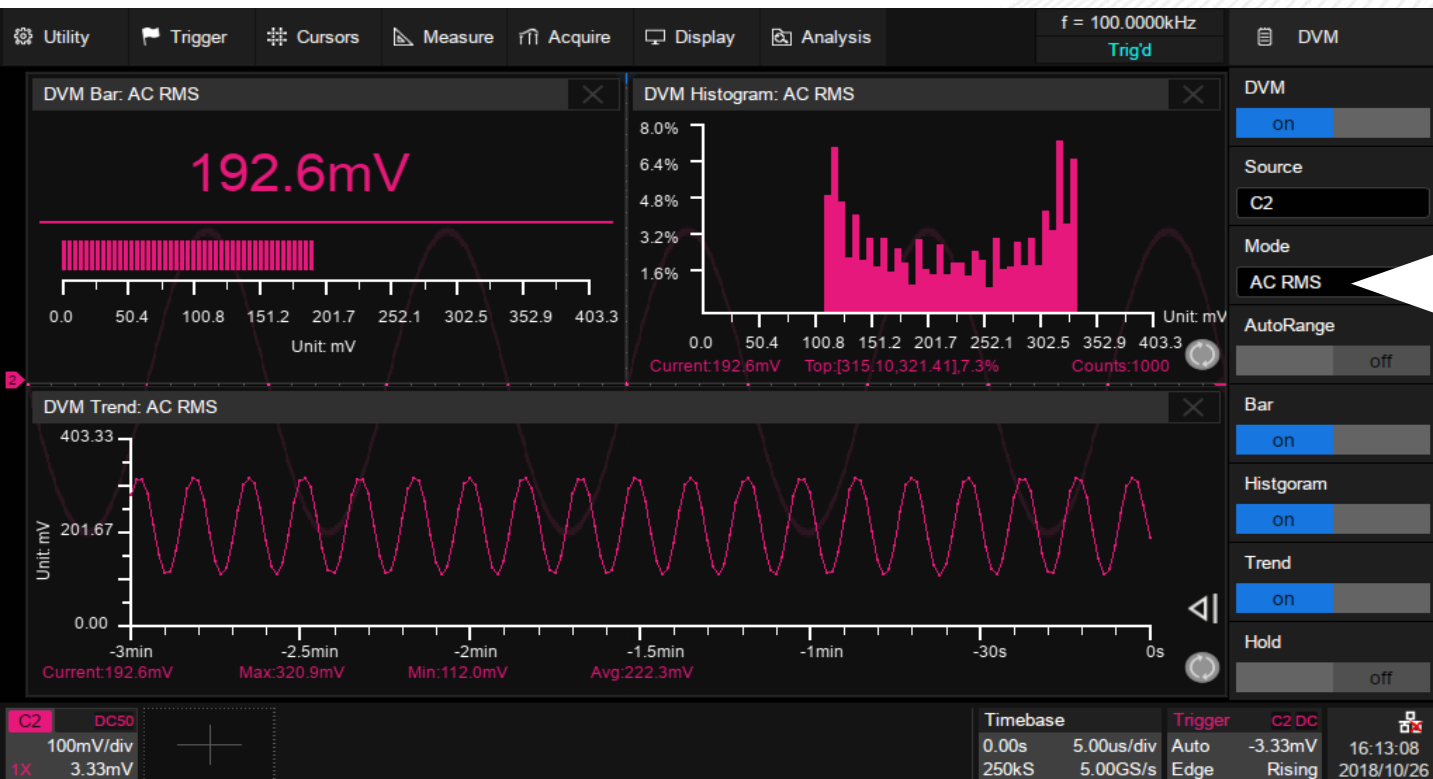 Utility Trigger Cursors Measure Acquire Display Analysis
f = 100.0000kHz
Trig'd
DVM
DVM Bar: AC RMS
192.6mV
0.0 50.4 100.8 151.2 201.7 252.1 302.5 352.9 403.3
Unit: mV
DVM Histogram: AC RMS
8.0%
6.4%
4.8%
3.2%
1.6%
Unit: mV
0.0 50.4 100.8 151.2 201.7 252.1 302.5 352.9 403.3
Current:192.6mV Top:[315.10,321.41],7.3% Counts:1000
2
DVM Trend: AC RMS
403.33
201.67
0.00
Unit: mV
-3min -2.5min -2min -1.5min -1min -30s 0s
Current:192.6mV Max:320.9mV Min:112.0mV Avg:222.3mV
DVM
on
Source
C2
Mode
AC RMS
AutoRange
off
Bar
on
Histgoram
on
Trend
on
Hold
off
C2 DC50
100mV/div
1X 3.33mV
Timebase
0.00s 5.00us/div
250kS 5.00GS/s
Trigger C2 DC
Auto -3.33mV
Edge Rising
16:13:08
2018/10/26